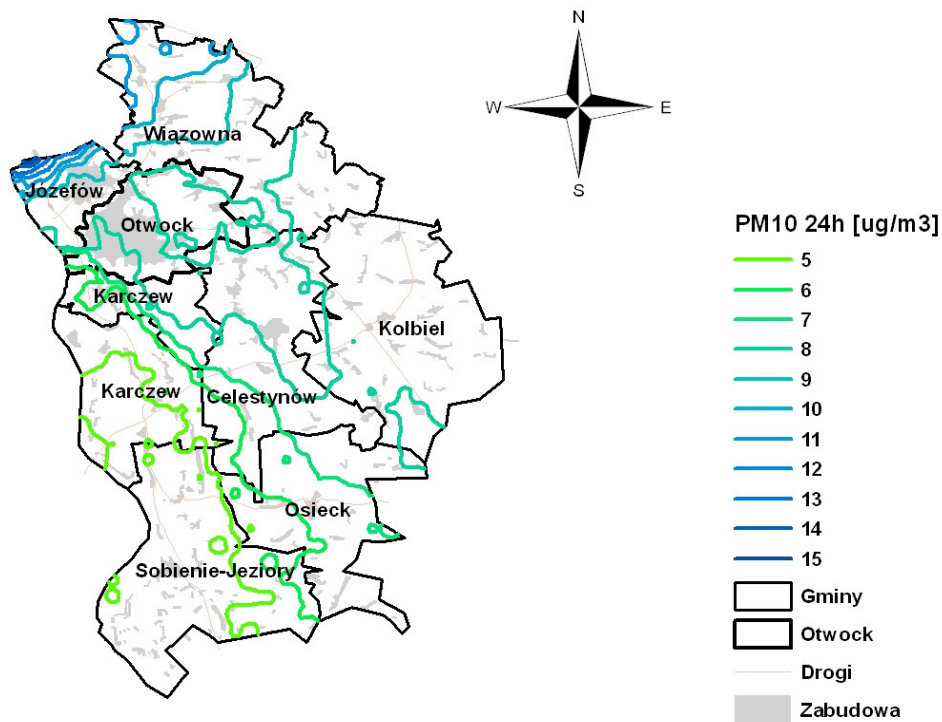 N
W
E
S
Wiązowna
Józefów
Otwock
Karczew
Kolbiel
Karczew
Celestynów
Osieck
Sobienie-Jeziory
PM10 24h [ug/m3]
5
6
7
8
9
10
11
12
13
14
15
Gminy
Otwock
Drogi
Zabudowa